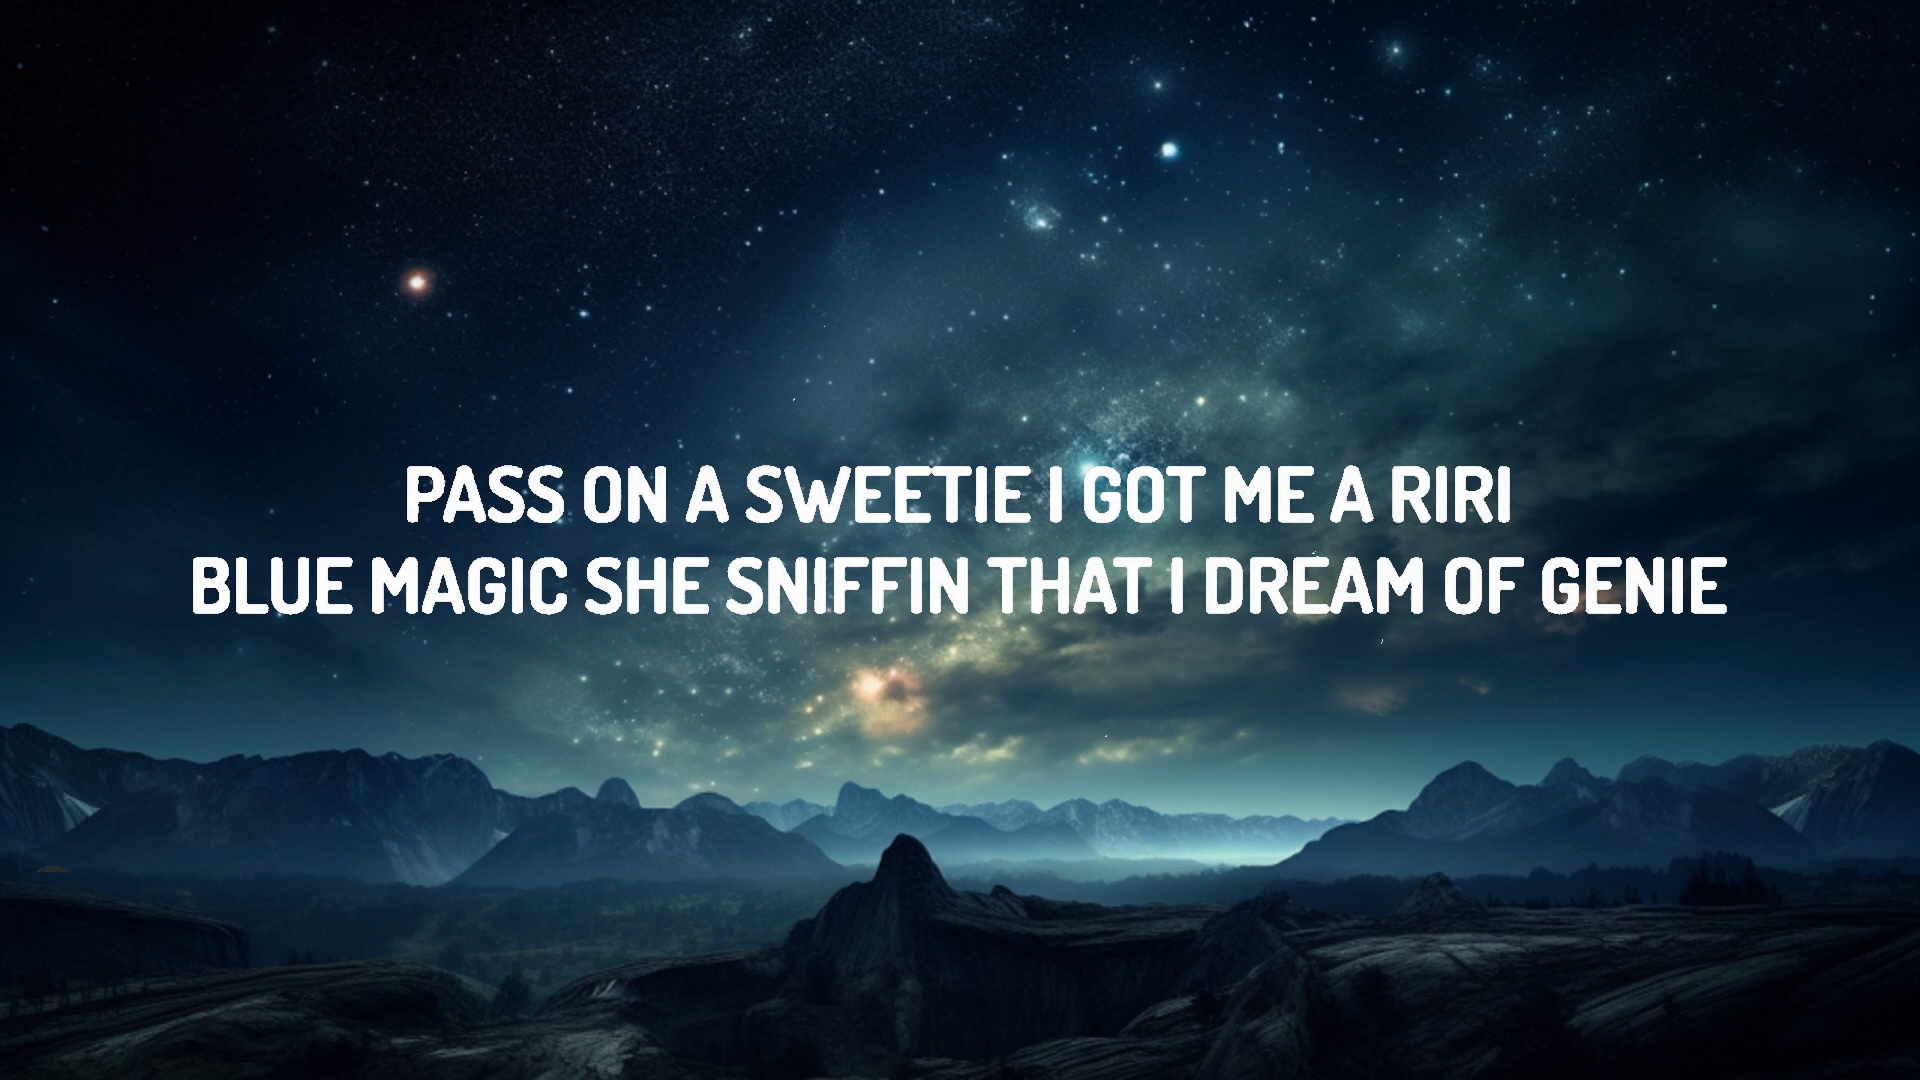 PASS ON A SWEETIE I GOT ME A RIRI
BLUE MAGIC SHE SNIFFIN THAT I DREAM OF GENIE